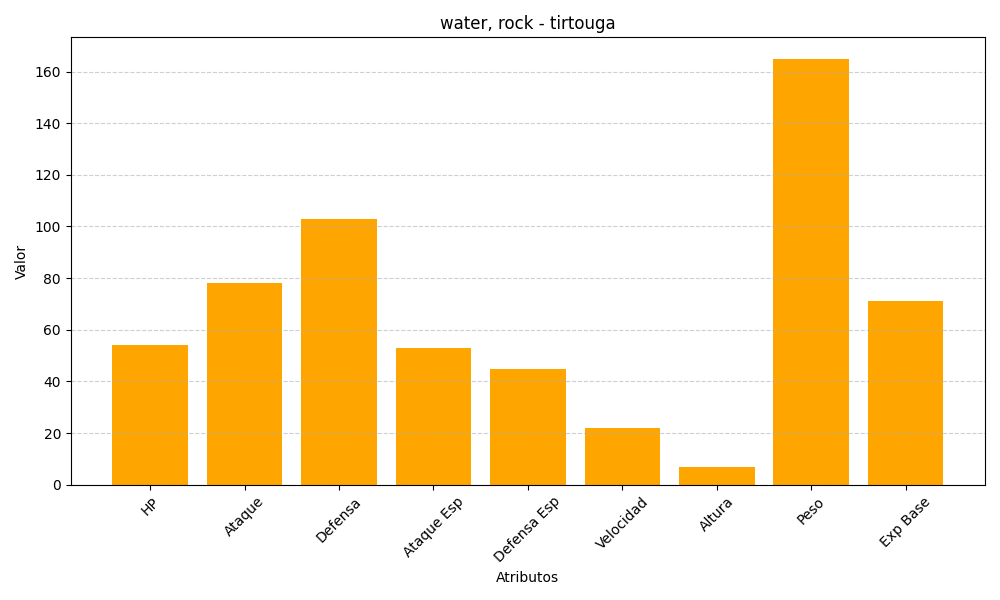 water, rock - tirtouga
Valor
160
140
120
100
80
60
40
20
0
HP
Ataque
Defensa
Ataque Esp
Defensa Esp
Velocidad
Altura
Peso
Exp Base
Atributos